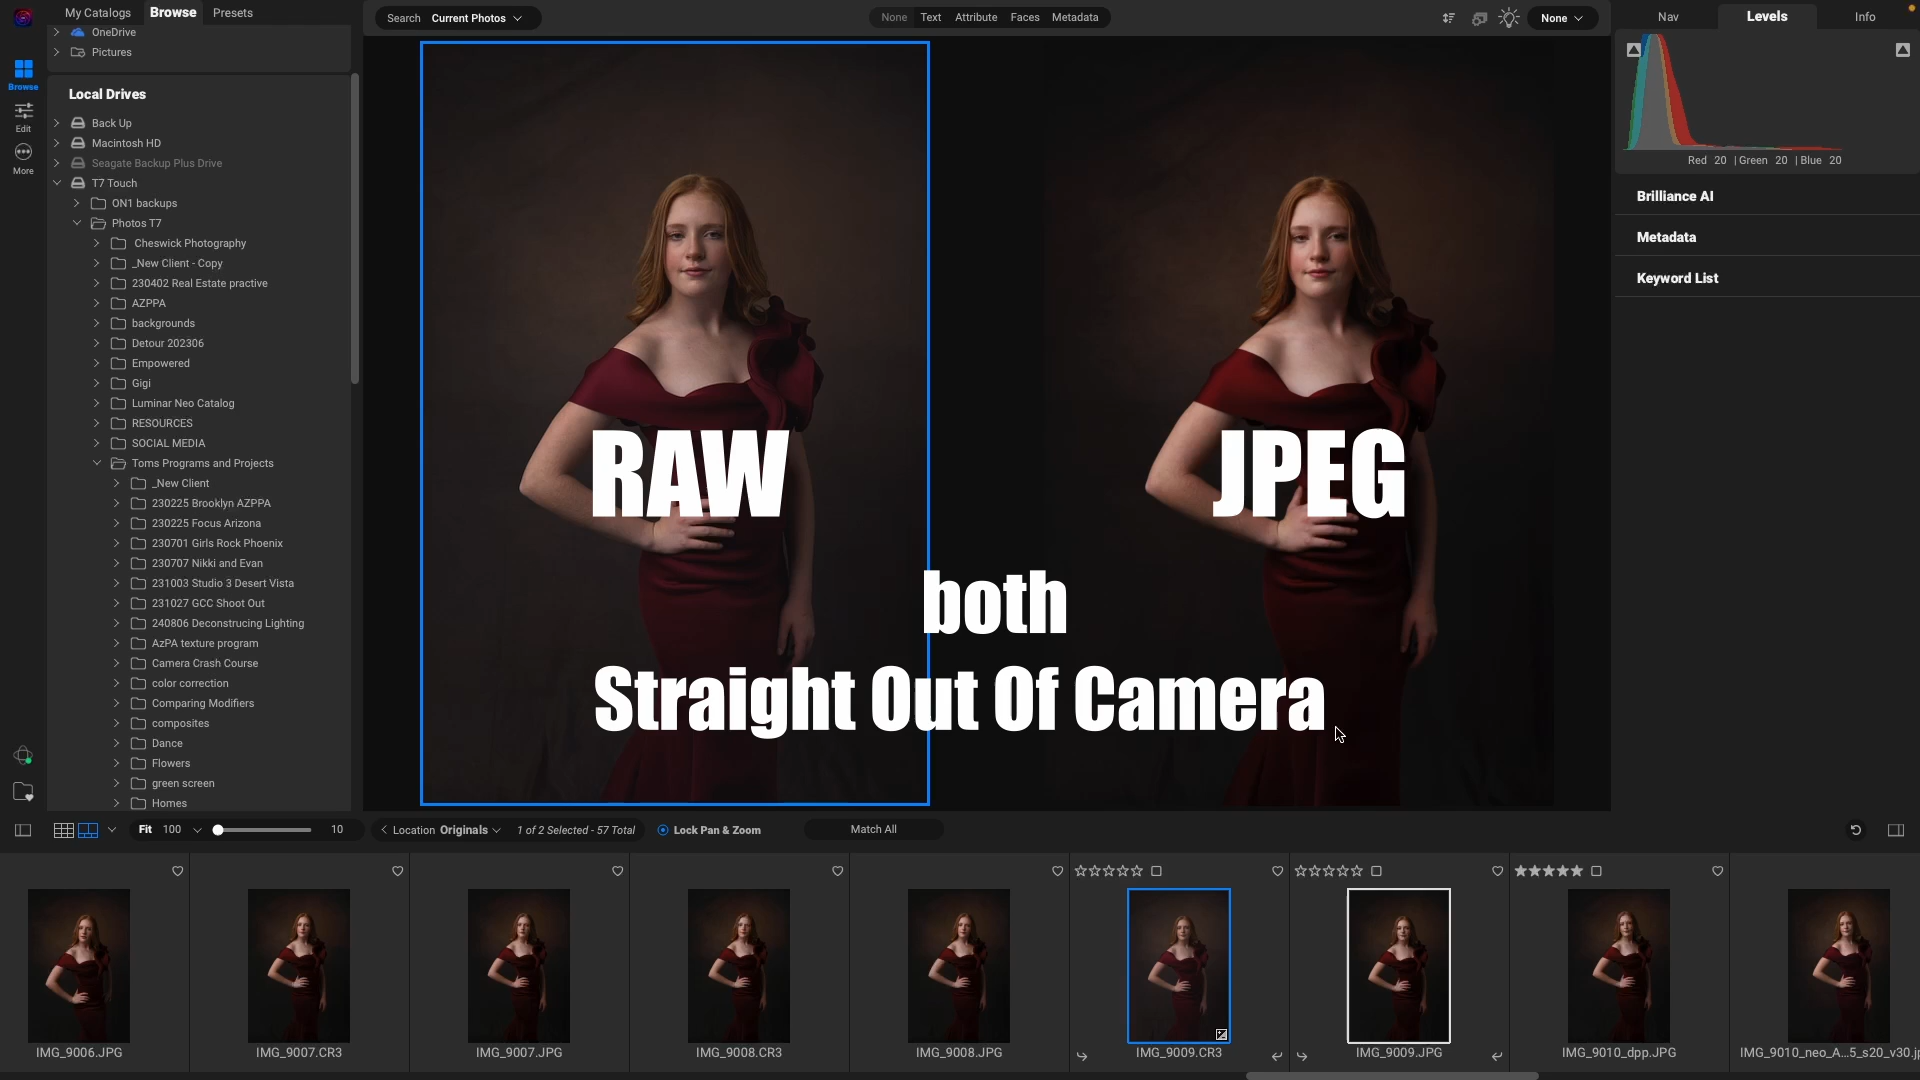 My Catalogs
Browse
Presets
Search Current Photos
None Text Attribute Faces Metadata
None
Nav
Levels
Info
OneDrive
Pictures
Browse
Edit
More
Local Drives
Back Up
Macintosh HD
Seagate Backup Plus Drive
T7 Touch
ON1 backups
Photos T7
Cheswick Photography
_New Client - Copy
230402 Real Estate practive
AZPPA
backgrounds
Detour 202306
Empowered
Gigi
Luminar Neo Catalog
RESOURCES
SOCIAL MEDIA
Toms Programs and Projects
_New Client
230225 Brooklyn AZPPA
230225 Focus Arizona
230701 Girls Rock Phoenix
230707 Nikki and Evan
231003 Studio 3 Desert Vista
231027 GCC Shoot Out
240806 Deconstrucing Lighting
AzPA texture program
Camera Crash Course
color correction
Comparing Modifiers
composites
Dance
Flowers
green screen
Homes
RAW
JPEG
both
Straight Out Of Camera
Red 20 | Green 20 | Blue 20
Brilliance AI
Metadata
Keyword List
Fit 100
10
Location Originals
1 of 2 Selected - 57 Total
Lock Pan & Zoom
Match All
IMG_9006.JPG
IMG_9007.CR3
IMG_9007.JPG
IMG_9008.CR3
IMG_9008.JPG
IMG_9009.CR3
IMG_9009.JPG
IMG_9010_dpp.JPG
IMG_9010_neo_A...5_s20_v30.jp